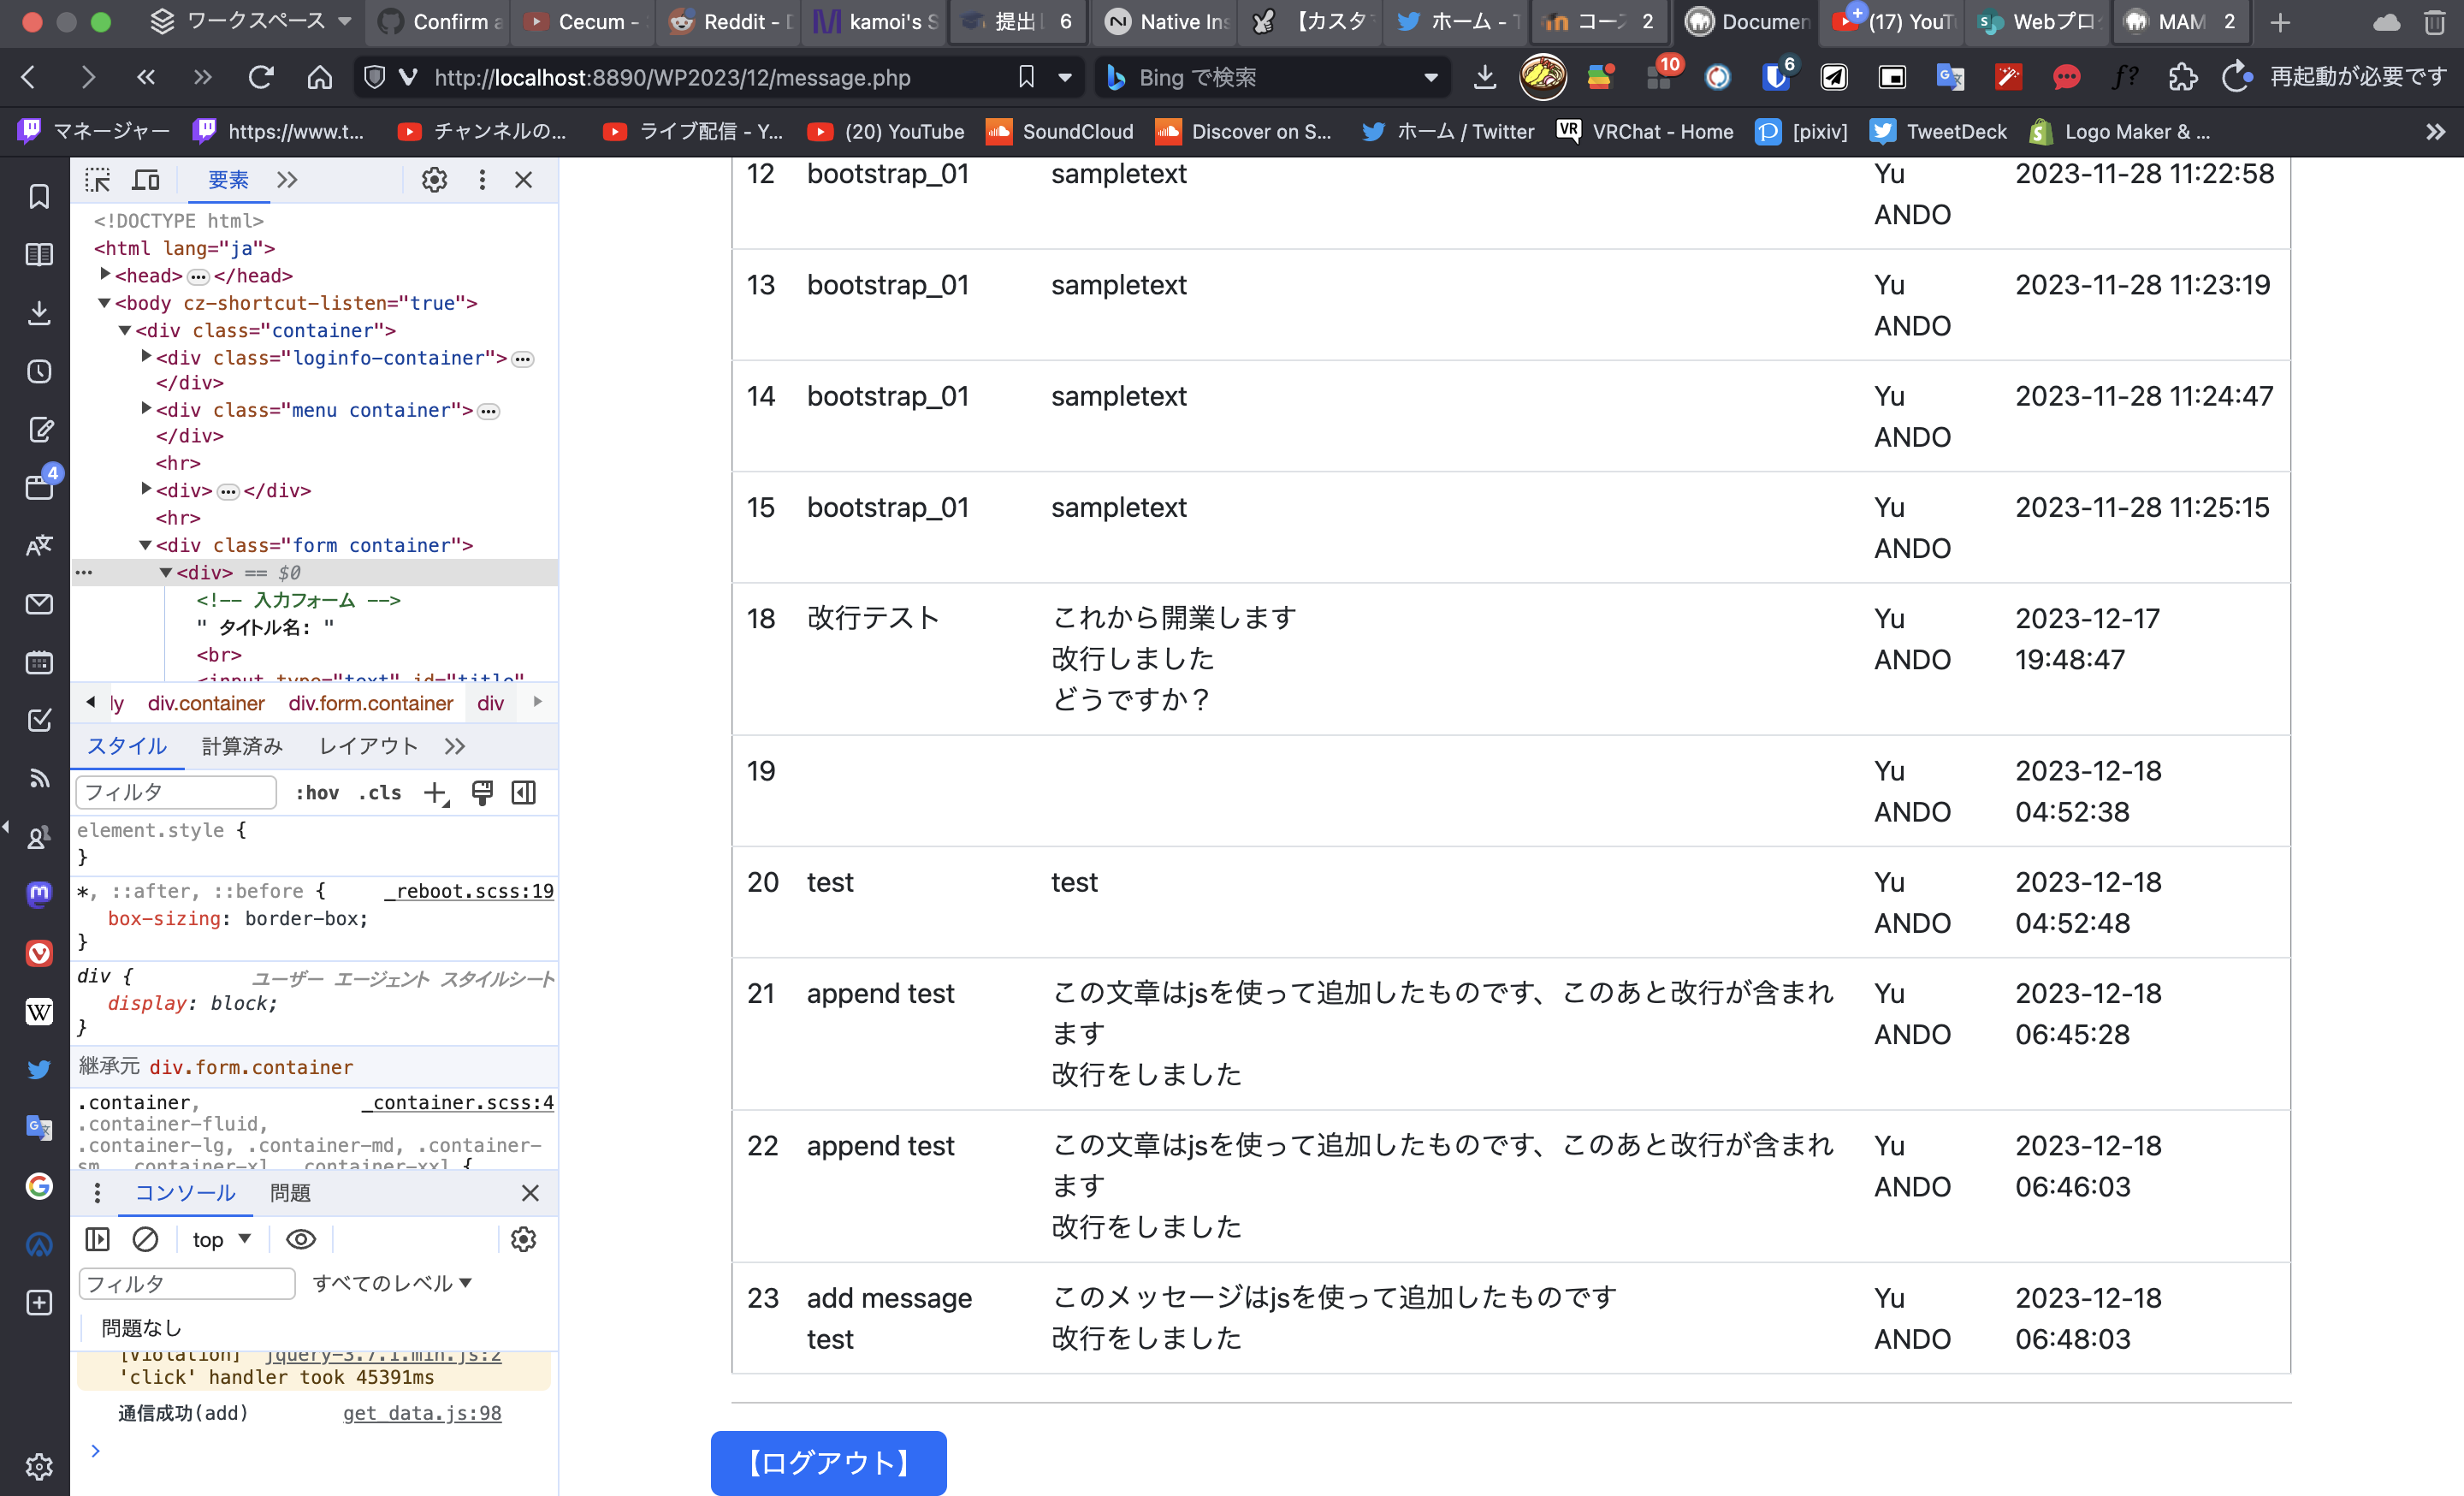 ワークスペース
Confirm a
Cecum -
Reddit - D
kamoi's S
提出
6
Native Ins
【カスタ
ホーム - T
コー
2
Documen
(17) YouTu
Webプロ
MAM
2
http://localhost:8890/WP2023/12/message.php
Bing で検索
10
6
再起動が必要です
マネージャー
https://www.t...
チャンネルの...
ライブ配信 - Y...
(20) YouTube
SoundCloud
Discover on S...
ホーム / Twitter
VRChat - Home
[pixiv]
TweetDeck
Logo Maker & ...
4
要素
<!DOCTYPE html>
<html lang="ja">
<head> ... </head>
<body cz-shortcut-listen="true">
<div class="container">
<div class="loginfo-container"> ...
</div>
<div class="menu container"> ...
</div>
<hr>
<div> ... </div>
<hr>
<div class="form container">
... <div> == $0
<!-- 入力フォーム -->
" タイトル名: "
<br>
<input type="text" id="title"
ly div.container div.form.container div
スタイル 計算済み レイアウト
フィルタ :hov .cls
element.style {
}
*, ::after, ::before { _reboot.scss:19
box-sizing: border-box;
}
div { ユーザー エージェント スタイルシート
display: block;
}
継承元 div.form.container
.container, _container.scss:4
.container-fluid,
.container-lg, .container-md, .container-
sm, .container-xl, .container-xxl {
コンソール 問題
top
フィルタ すべてのレベル
問題なし
[Violation] jquery-3.7.1.min.js:2
'click' handler took 45391ms
通信成功(add) get_data.js:98
12 bootstrap_01 sampletext Yu 2023-11-28 11:22:58
ANDO
13 bootstrap_01 sampletext Yu 2023-11-28 11:23:19
ANDO
14 bootstrap_01 sampletext Yu 2023-11-28 11:24:47
ANDO
15 bootstrap_01 sampletext Yu 2023-11-28 11:25:15
ANDO
18 改行テスト これから開業します Yu 2023-12-17
改行しました ANDO 19:48:47
どうですか？
19 Yu 2023-12-18
ANDO 04:52:38
20 test test Yu 2023-12-18
ANDO 04:52:48
21 append test この文章はjsを使って追加したものです、このあと改行が含まれ Yu 2023-12-18
ます ANDO 06:45:28
改行をしました
22 append test この文章はjsを使って追加したものです、このあと改行が含まれ Yu 2023-12-18
ます ANDO 06:46:03
改行をしました
23 add message このメッセージはjsを使って追加したものです Yu 2023-12-18
test 改行をしました ANDO 06:48:03
【ログアウト】